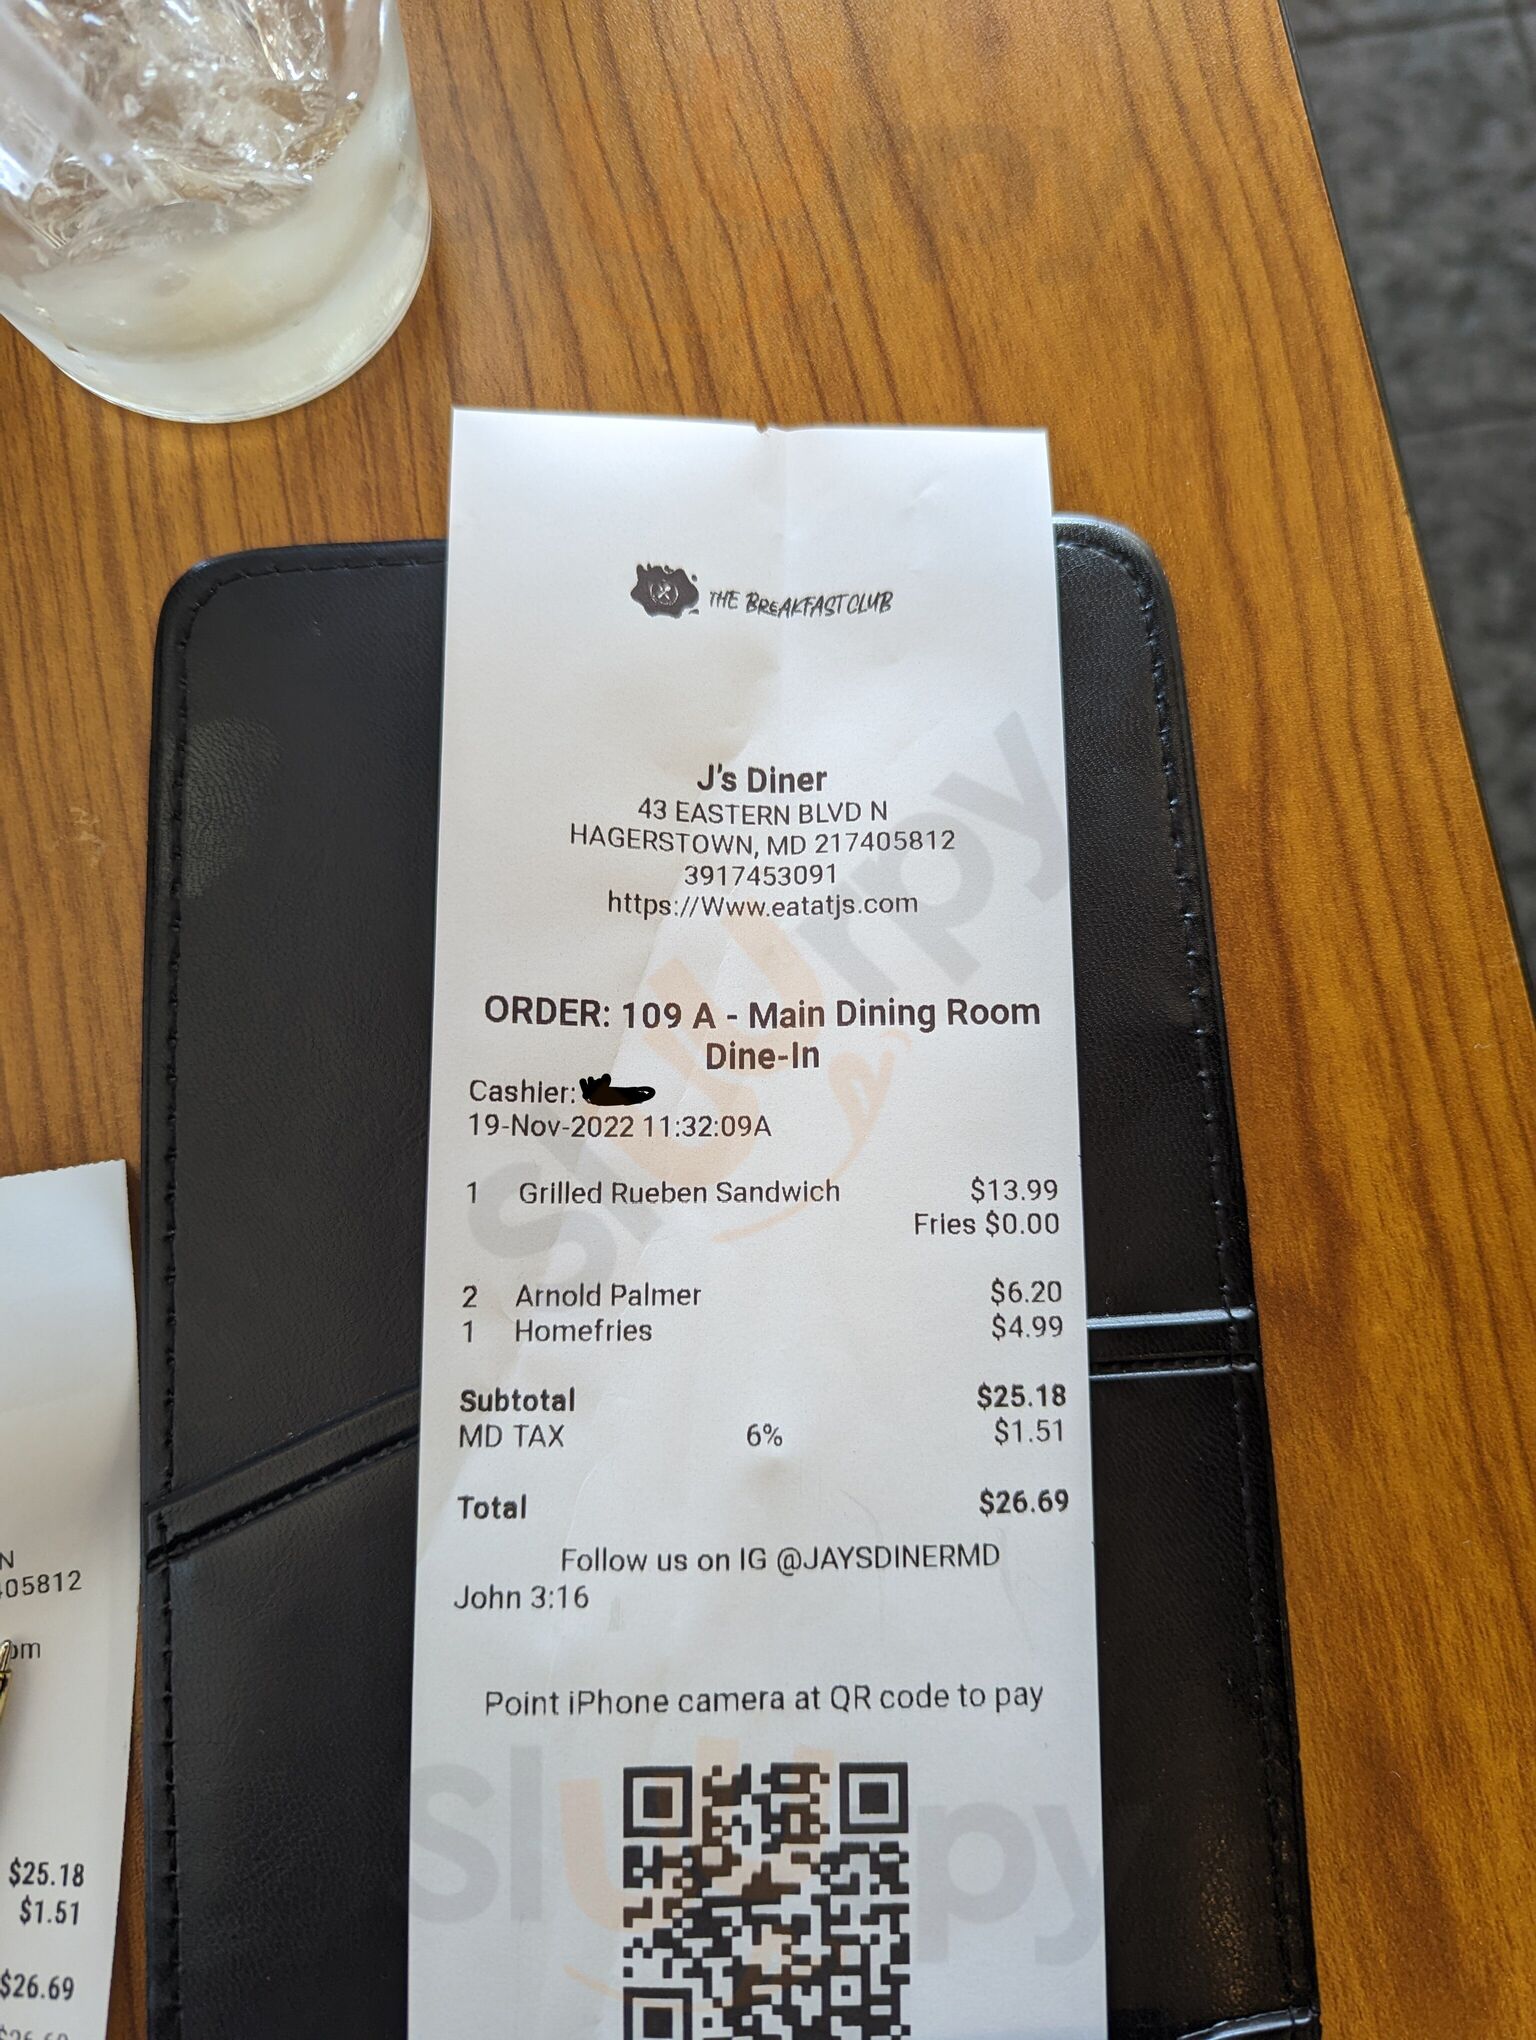 THE BREAKFAST CLUB
J's Diner
43 EASTERN BLVD N
HAGERSTOWN, MD 217405812
3917453091
https://Www.eatatjs.com
ORDER: 109 A - Main Dining Room
Dine-In
Cashier:
19-Nov-2022 11:32:09A
1 Grilled Rueben Sandwich $13.99
Fries $0.00
2 Arnold Palmer $6.20
1 Homefries $4.99
Subtotal $25.18
MD TAX 6% $1.51
Total $26.69
Follow us on IG @JAYSDINERMD
John 3:16
Point iPhone camera at QR code to pay
N
05812
om
$25.18
$1.51
$26.69
Slurpy
Slurpy